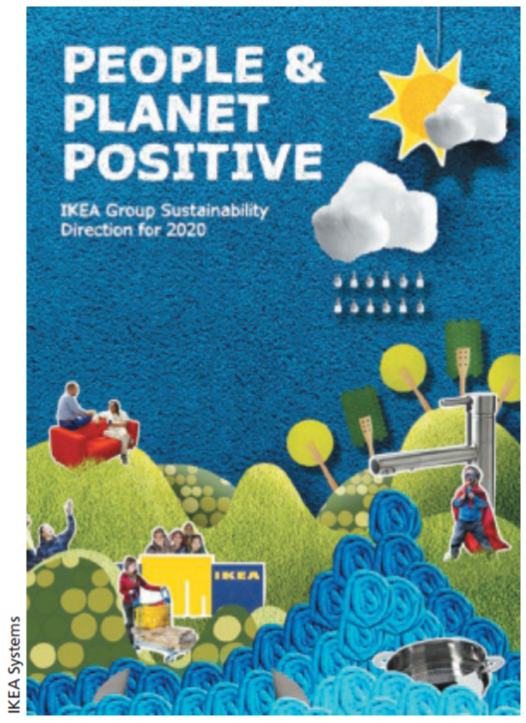 PEOPLE &
PLANET
POSITIVE
IKEA Group Sustainability
Direction for 2020
IKEA
IKEA Systems